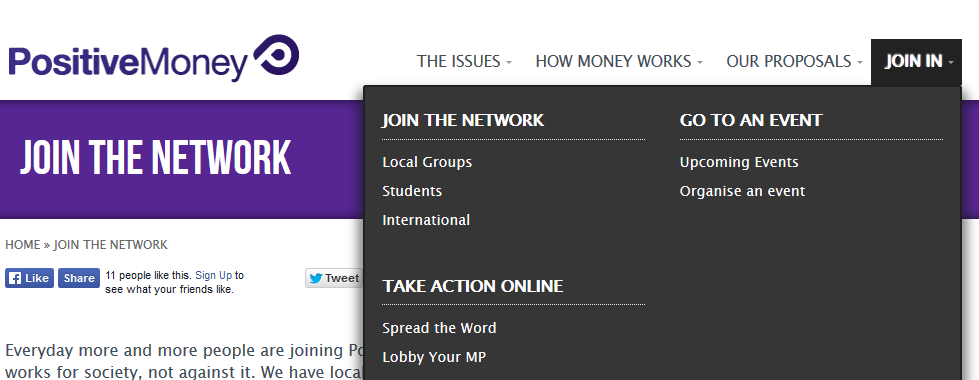 PositiveMoney
THE ISSUES HOW MONEY WORKS OUR PROPOSALS JOIN IN
JOIN THE NETWORK
JOIN THE NETWORK
Local Groups
Students
International
GO TO AN EVENT
Upcoming Events
Organise an event
TAKE ACTION ONLINE
Spread the Word
Lobby Your MP
HOME » JOIN THE NETWORK
Like Share 11 people like this. Sign Up to
see what your friends like.
Tweet
Everyday more and more people are joining
works for society, not against it. We have